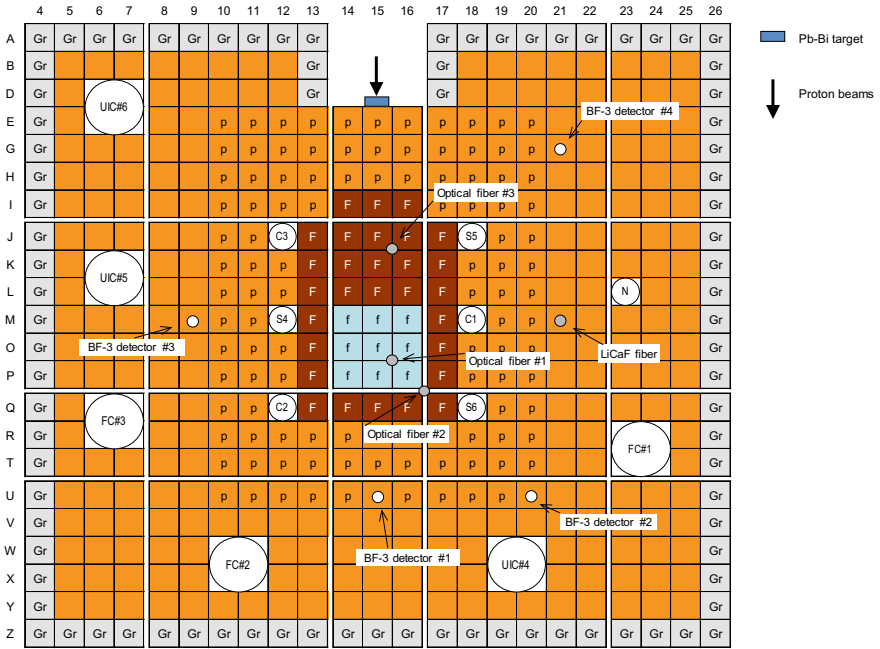 4 5 6 7 8 9 10 11 12 13 14 15 16 17 18 19 20 21 22 23 24 25 26
A Gr Gr Gr Gr Gr Gr Gr Gr Gr Gr Gr Gr Gr Gr Gr Gr Gr Gr Gr Gr
Pb-Bi target
B Gr Gr Gr Gr
D Gr Gr Gr Gr
UIC#6
Proton beams
BF-3 detector #4
E Gr p p p p p p p p p p p Gr
G Gr p p p p p p p p p p p Gr
H Gr p p p p p p p p p p p Gr
Optical fiber #3
I Gr p p p p F F F p p p p Gr
J Gr p p C3 F F F F F S5 p p Gr
K Gr p p p F F F F F p p p Gr
UIC#5
L Gr p p p F F F F F p p p N Gr
M Gr p p S4 F f f f F C1 p p Gr
BF-3 detector #3
LiCaF fiber
O Gr p p p F f f f F p p p Gr
Optical fiber #1
P Gr p p p F f f f F p p p Gr
Q Gr p p C2 F F F F F S6 p p Gr
FC#3
Optical fiber #2
R Gr p p p p p p p p Gr
FC#1
T Gr p p p p p p p p p p p Gr
U Gr p p p p p p p p p Gr
V Gr Gr
BF-3 detector #2
W Gr Gr
BF-3 detector #1
FC#2 UIC#4
X Gr Gr
Y Gr Gr
Z Gr Gr Gr Gr Gr Gr Gr Gr Gr Gr Gr Gr Gr Gr Gr Gr Gr Gr Gr Gr Gr Gr Gr